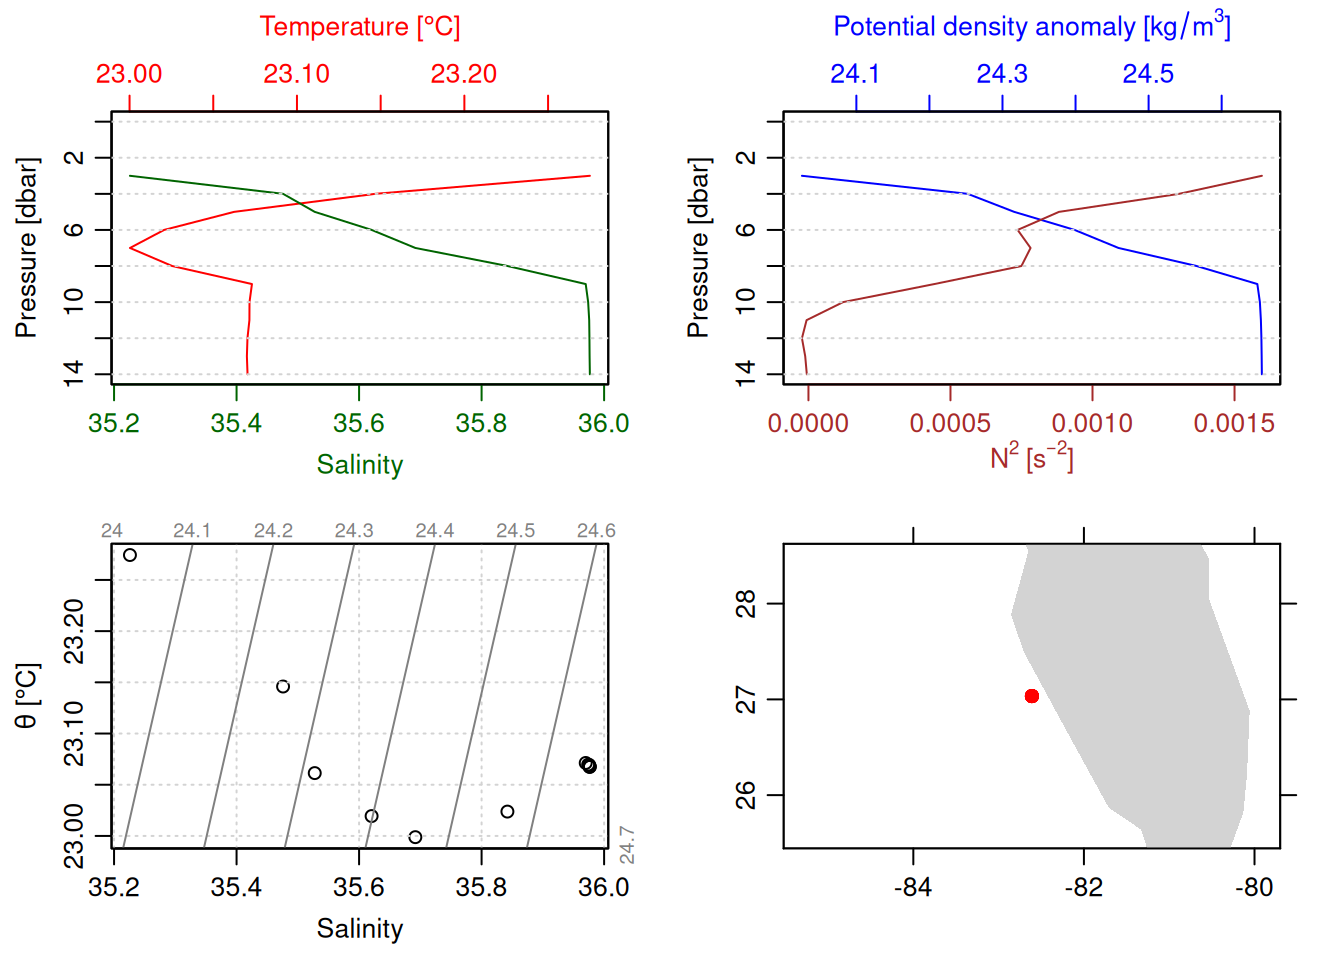 Temperature [°C]
23.00 23.10 23.20
Pressure [dbar]
2
6
10
14
35.2 35.4 35.6 35.8 36.0
Salinity
Potential density anomaly [kg/m³]
24.1 24.3 24.5
Pressure [dbar]
2
6
10
14
0.0000 0.0005 0.0010 0.0015
N² [s⁻²]
24 24.1 24.2 24.3 24.4 24.5 24.6
24.7
θ [°C]
23.20
23.10
23.00
35.2 35.4 35.6 35.8 36.0
Salinity
28
27
26
-84 -82 -80